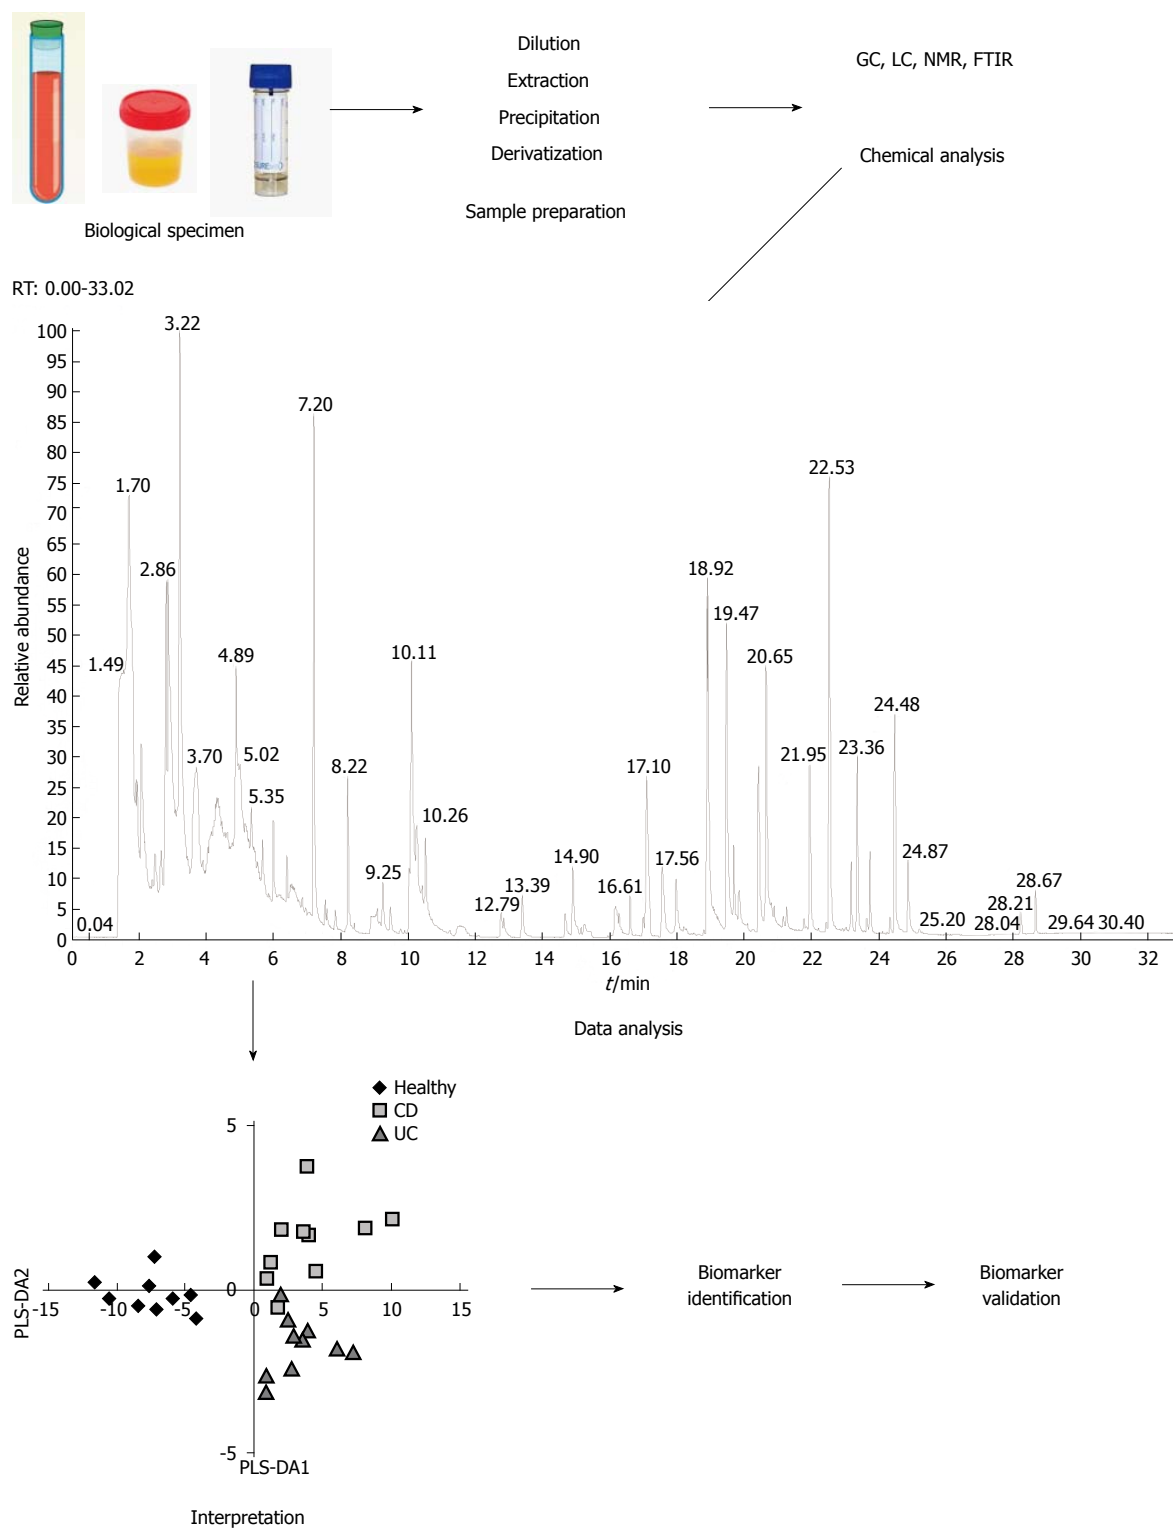 Dilution
Extraction
Precipitation
Derivatization
Sample preparation
GC, LC, NMR, FTIR
Chemical analysis
Biological specimen
RT: 0.00-33.02
Relative abundance
100
95
90
85
80
75
70
65
60
55
50
45
40
35
30
25
20
15
10
5
0
0.04
1.49
1.70
2.86
3.22
3.70
4.89
5.02
5.35
7.20
8.22
9.25
10.11
10.26
12.79
13.39
14.90
16.61
17.10
17.56
18.92
19.47
20.65
21.95
22.53
23.36
24.48
24.87
25.20
28.04
28.21
28.67
29.64
30.40
0 2 4 6 8 10 12 14 16 18 20 22 24 26 28 30 32
t/min
Data analysis
Healthy
CD
UC
PLS-DA2
5
0
-5
-15 -10 -5 0 5 10 15
PLS-DA1
Interpretation
Biomarker
identification
Biomarker
validation